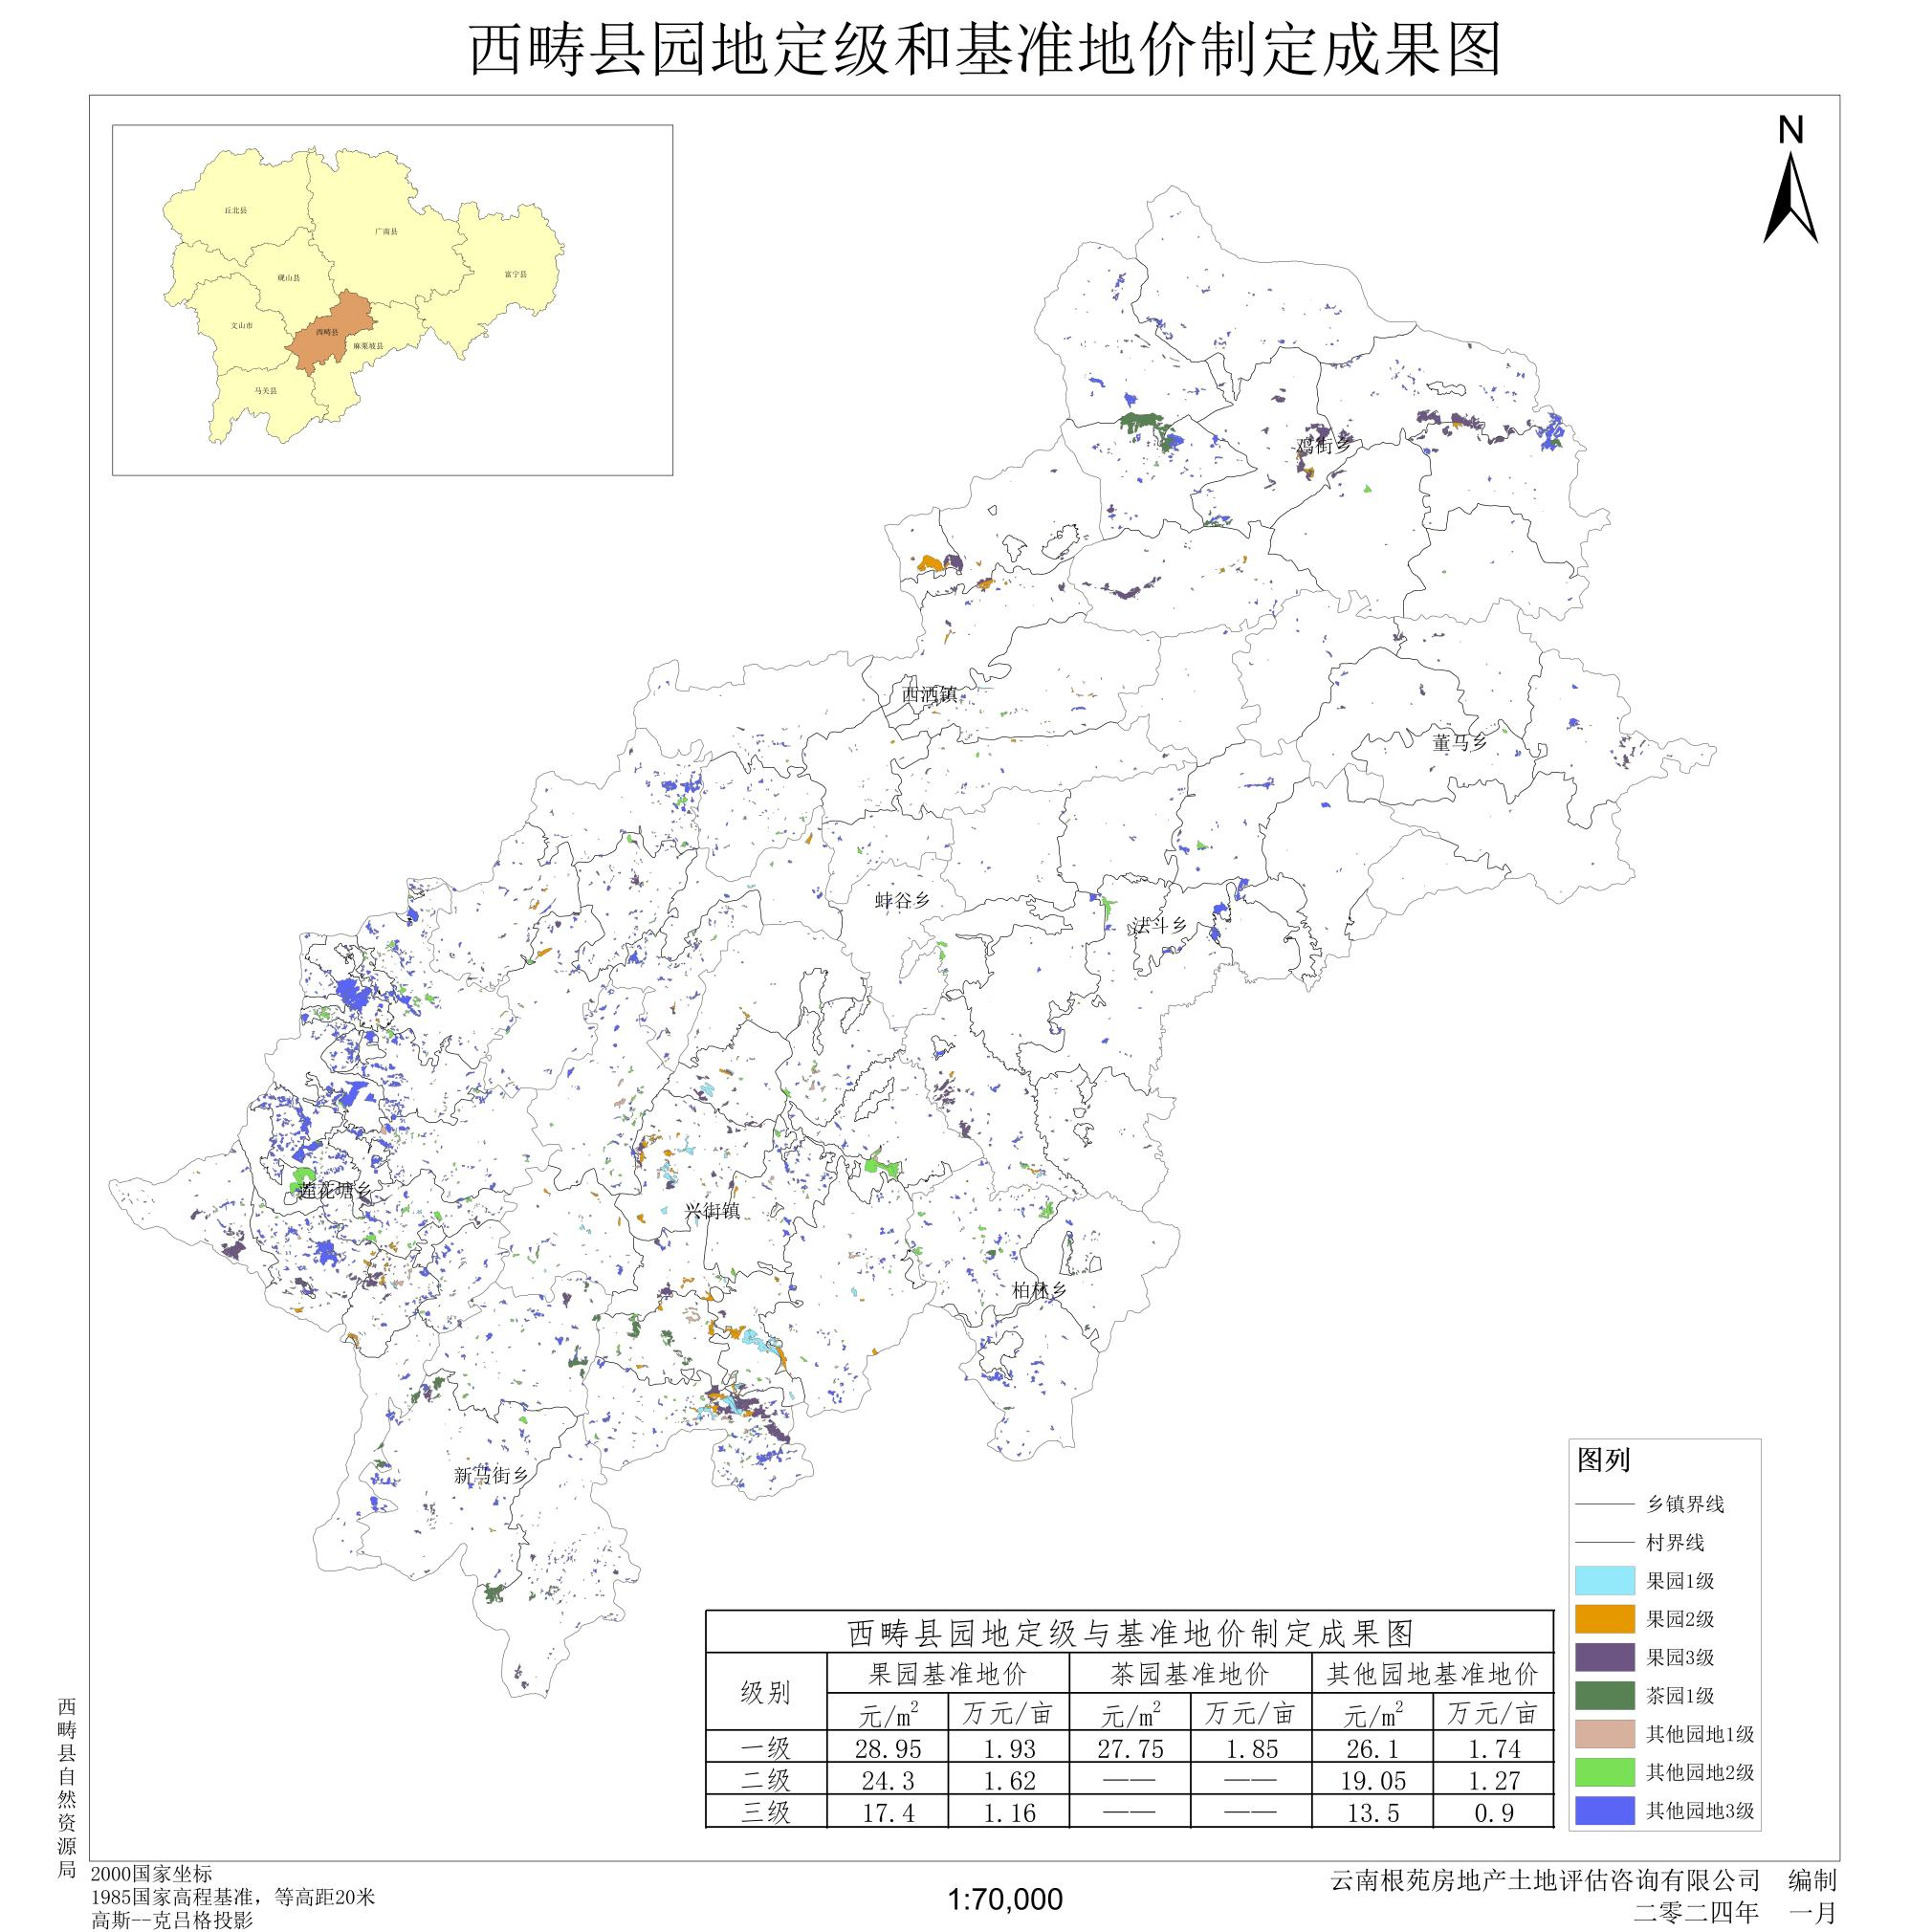 西畴县园地定级和基准地价制定成果图
N
丘北县
广南县
富宁县
砚山县
文山市
西畴县
麻栗坡县
马关县
鸡街乡
西洒镇
董马乡
蚌谷乡
法斗乡
莲花塘乡
兴街镇
柏林乡
新马街乡
图列
乡镇界线
村界线
果园1级
果园2级
果园3级
茶园1级
其他园地1级
其他园地2级
其他园地3级
西畴县园地定级与基准地价制定成果图
级别 果园基准地价 茶园基准地价 其他园地基准地价
元/m² 万元/亩 元/m² 万元/亩 元/m² 万元/亩
一级 28.95 1.93 27.75 1.85 26.1 1.74
二级 24.3 1.62 —— —— 19.05 1.27
三级 17.4 1.16 —— —— 13.5 0.9
西畴县自然资源局
2000国家坐标
1985国家高程基准，等高距20米
高斯--克吕格投影
1:70,000
云南根苑房地产土地评估咨询有限公司 编制
二零二四年 一月